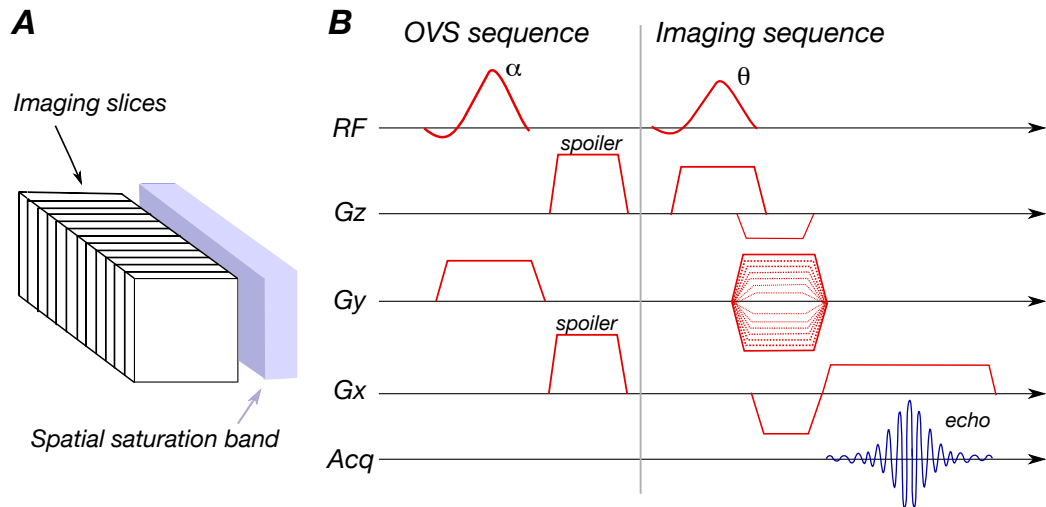 A
Imaging slices
Spatial saturation band
B
OVS sequence
Imaging sequence
α
θ
RF
spoiler
Gz
Gy
spoiler
Gx
echo
Acq